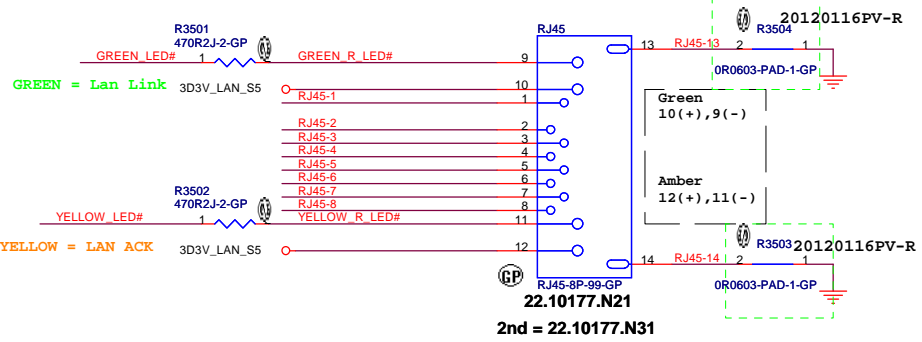 R3501
470R2J-2-GP
GREEN_LED#
1
2
GREEN_R_LED#
GREEN = Lan Link
3D3V_LAN_S5
RJ45-1
RJ45-2
RJ45-3
RJ45-4
RJ45-5
RJ45-6
RJ45-7
RJ45-8
R3502
470R2J-2-GP
YELLOW_LED#
1
2
YELLOW_R_LED#
YELLOW = LAN ACK
3D3V_LAN_S5
RJ45
9
10
1
2
3
4
5
6
7
8
11
12
13
14
GP
RJ45-8P-99-GP
22.10177.N21
2nd = 22.10177.N31
20120116PV-R
R3504
RJ45-13
2
1
0R0603-PAD-1-GP
Green
10(+),9(-)
Amber
12(+),11(-)
20120116PV-R
R3503
RJ45-14
2
1
0R0603-PAD-1-GP